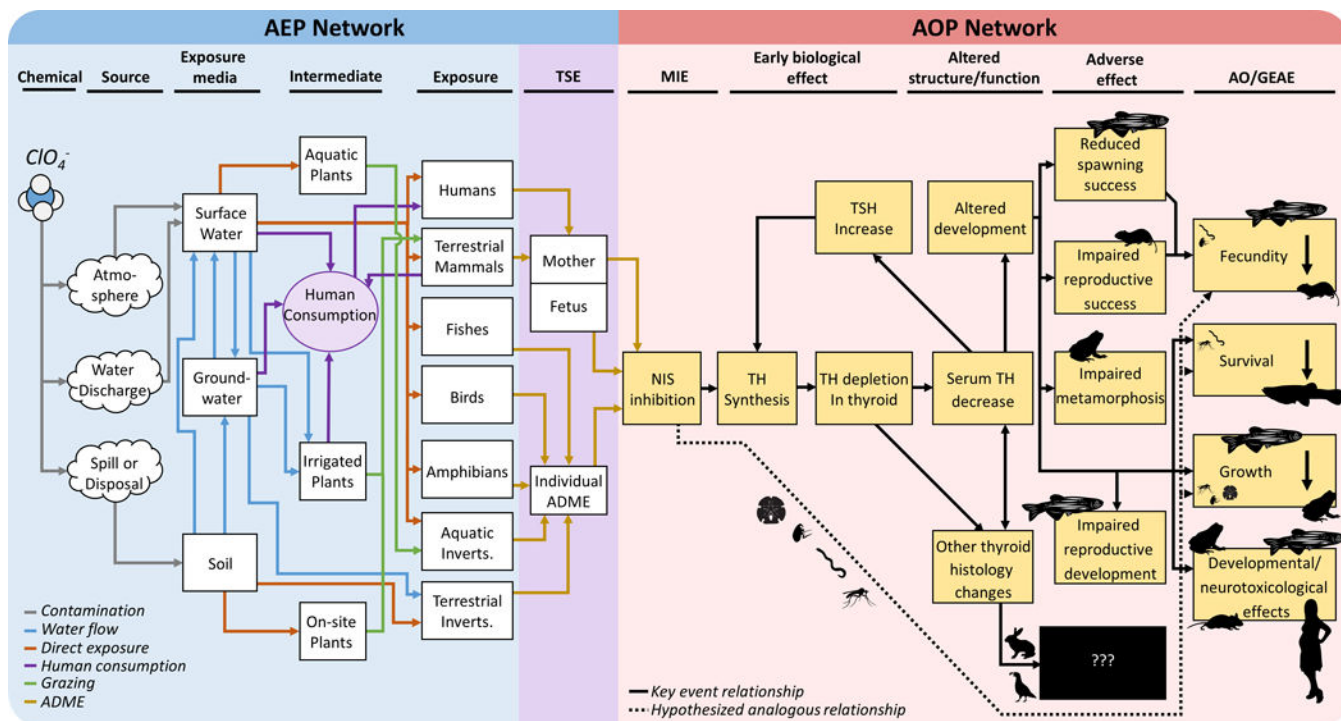 AEP Network
AOP Network
Chemical
Source
Exposure
media
Intermediate
Exposure
TSE
MIE
Early biological
effect
Altered
structure/function
Adverse
effect
AO/GEAE
ClO₄⁻
Atmo-
sphere
Water
Discharge
Spill or
Disposal
Surface
Water
Ground-
water
Soil
Aquatic
Plants
Human
Consumption
Irrigated
Plants
On-site
Plants
Humans
Terrestrial
Mammals
Fishes
Birds
Amphibians
Aquatic
Inverts.
Terrestrial
Inverts.
Mother
Fetus
Individual
ADME
NIS
inhibition
TSH
Increase
TH
Synthesis
TH depletion
In thyroid
Altered
development
Serum TH
decrease
Other thyroid
histology
changes
Reduced
spawning
success
Impaired
reproductive
success
Impaired
metamorphosis
Impaired
reproductive
development
???
Fecundity
Survival
Growth
Developmental/
neurotoxicological
effects
Contamination
Water flow
Direct exposure
Human consumption
Grazing
ADME
Key event relationship
Hypothesized analogous relationship